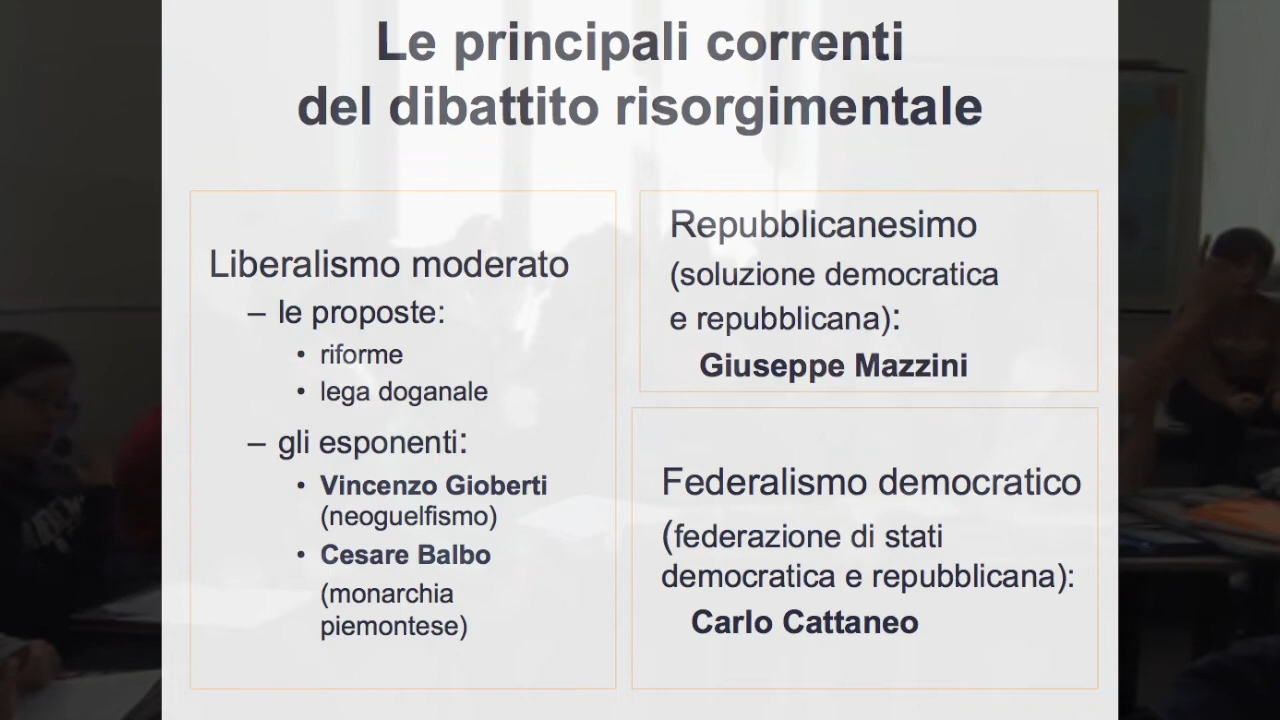 Le principali correnti
del dibattito risorgimentale
Liberalismo moderato
– le proposte:
• riforme
• lega doganale
– gli esponenti:
• Vincenzo Gioberti
(neoguelfismo)
• Cesare Balbo
(monarchia
piemontese)
Repubblicanesimo
(soluzione democratica
e repubblicana):
Giuseppe Mazzini
Federalismo democratico
(federazione di stati
democratica e repubblicana):
Carlo Cattaneo